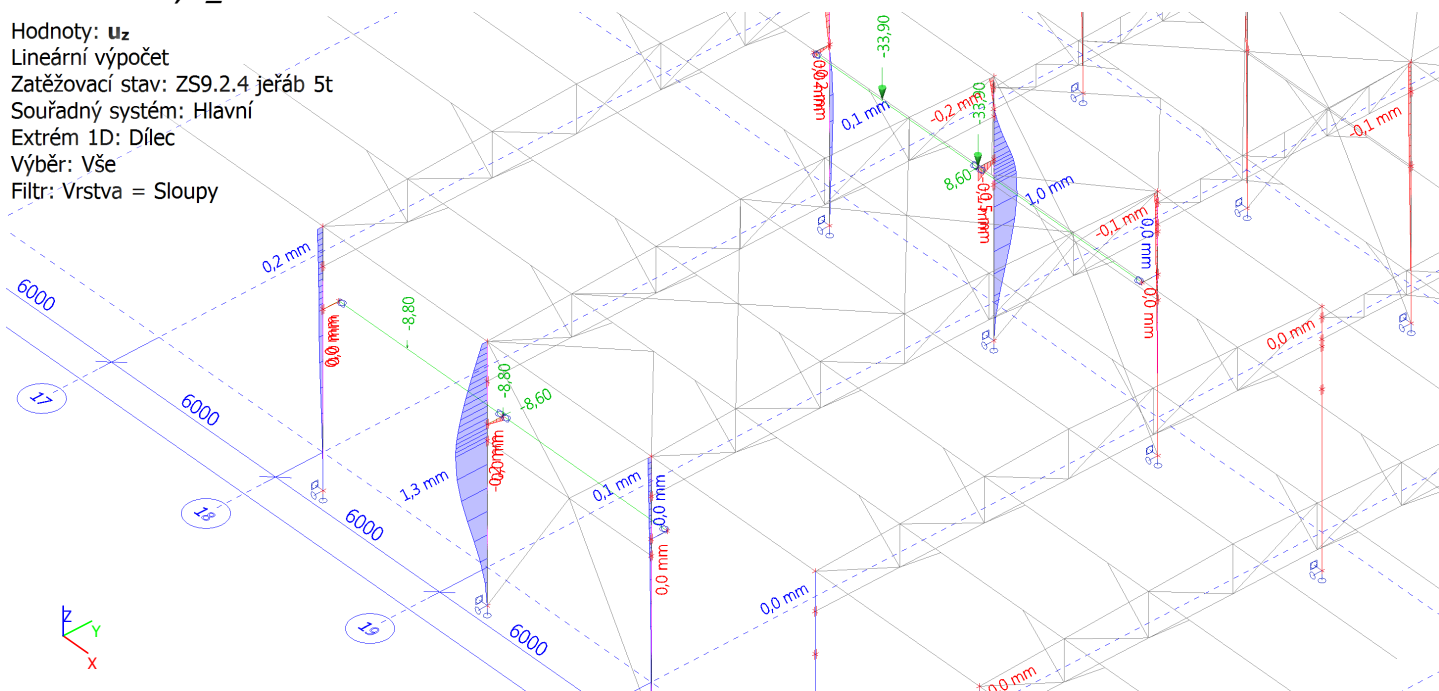 Hodnoty: uz
Lineární výpočet
Zatěžovací stav: ZS9.2.4 jeřáb 5t
Souřadný systém: Hlavní
Extrém 1D: Dílec
Výběr: Vše
Filtr: Vrstva = Sloupy
-33,90
0,1 mm
-0,2 mm
-33,90
-0,1 mm
8,60
1,0 mm
-0,1 mm
0,0 mm
0,0 mm
0,0 mm
0,2 mm
6000
-8,80
0,0 mm
17
6000
-8,80
-8,60
1,3 mm
-0,2 mm
0,1 mm
0,0 mm
0,0 mm
18
6000
19
6000
0,0 mm
0,0 mm
Z
Y
X